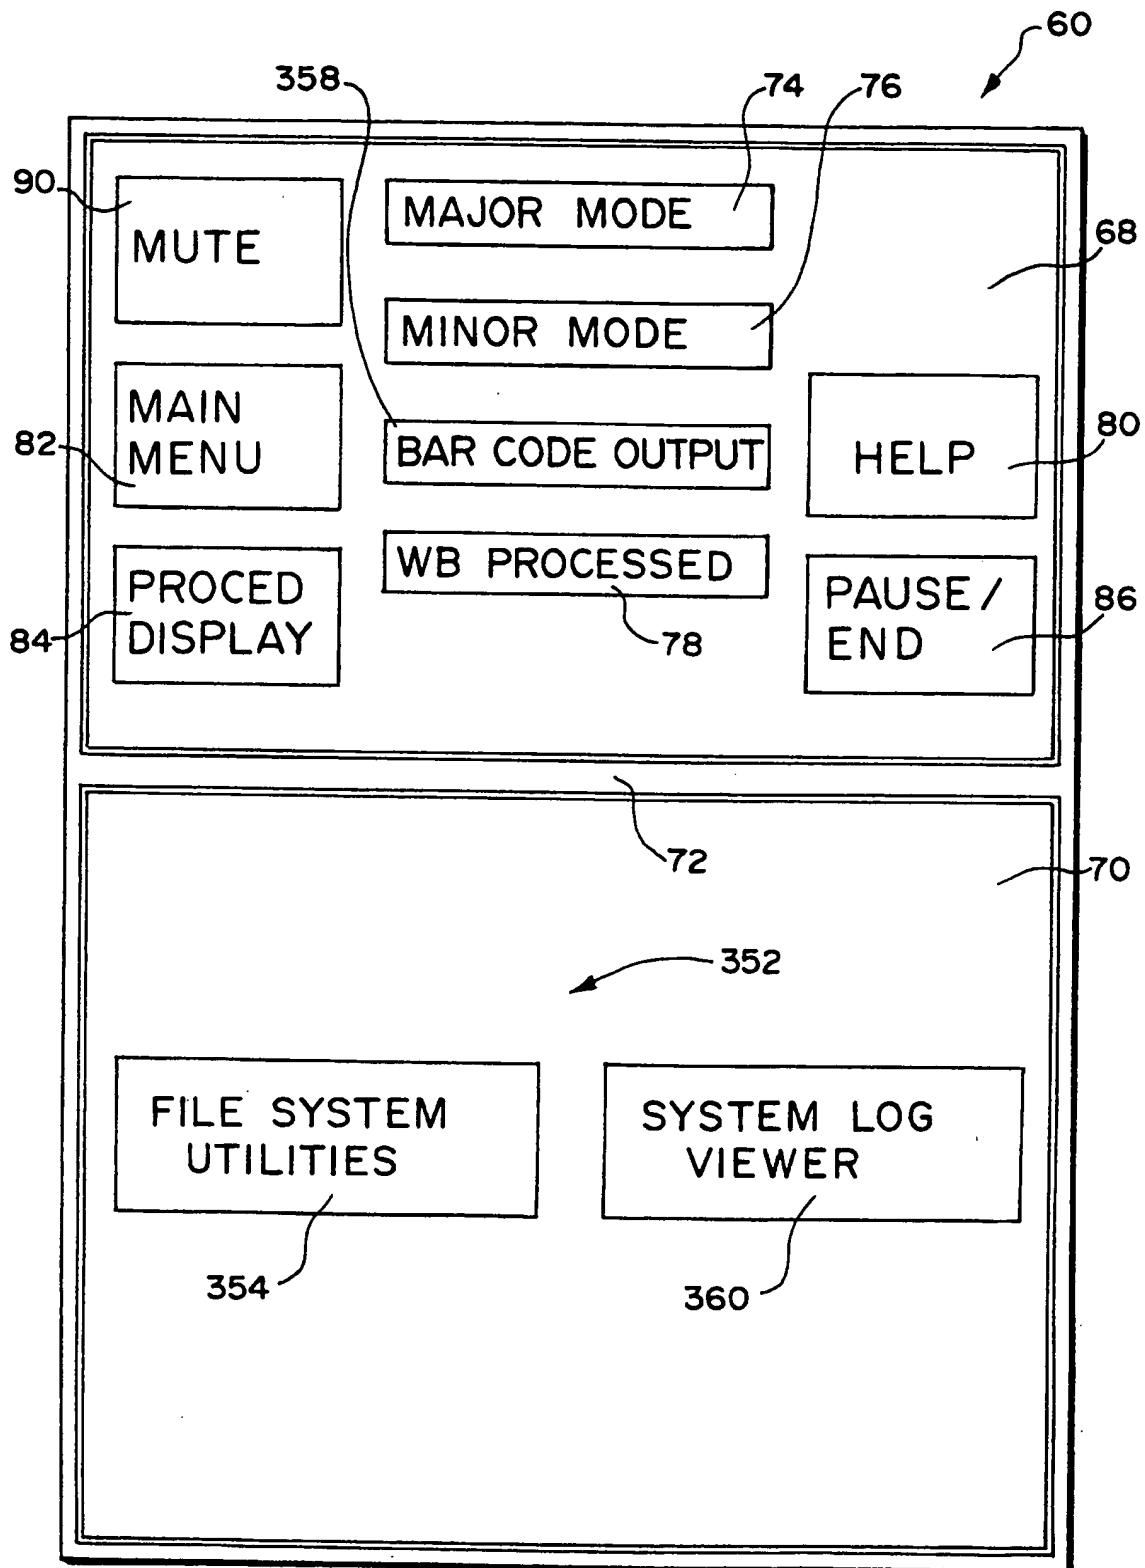 60
358
74
76
90
MUTE
MAJOR MODE
68
MINOR MODE
MAIN
MENU
82
BAR CODE OUTPUT
HELP
80
WB PROCESSED
PROCED
DISPLAY
84
78
PAUSE/
END
86
72
70
352
FILE SYSTEM
UTILITIES
SYSTEM LOG
VIEWER
354
360